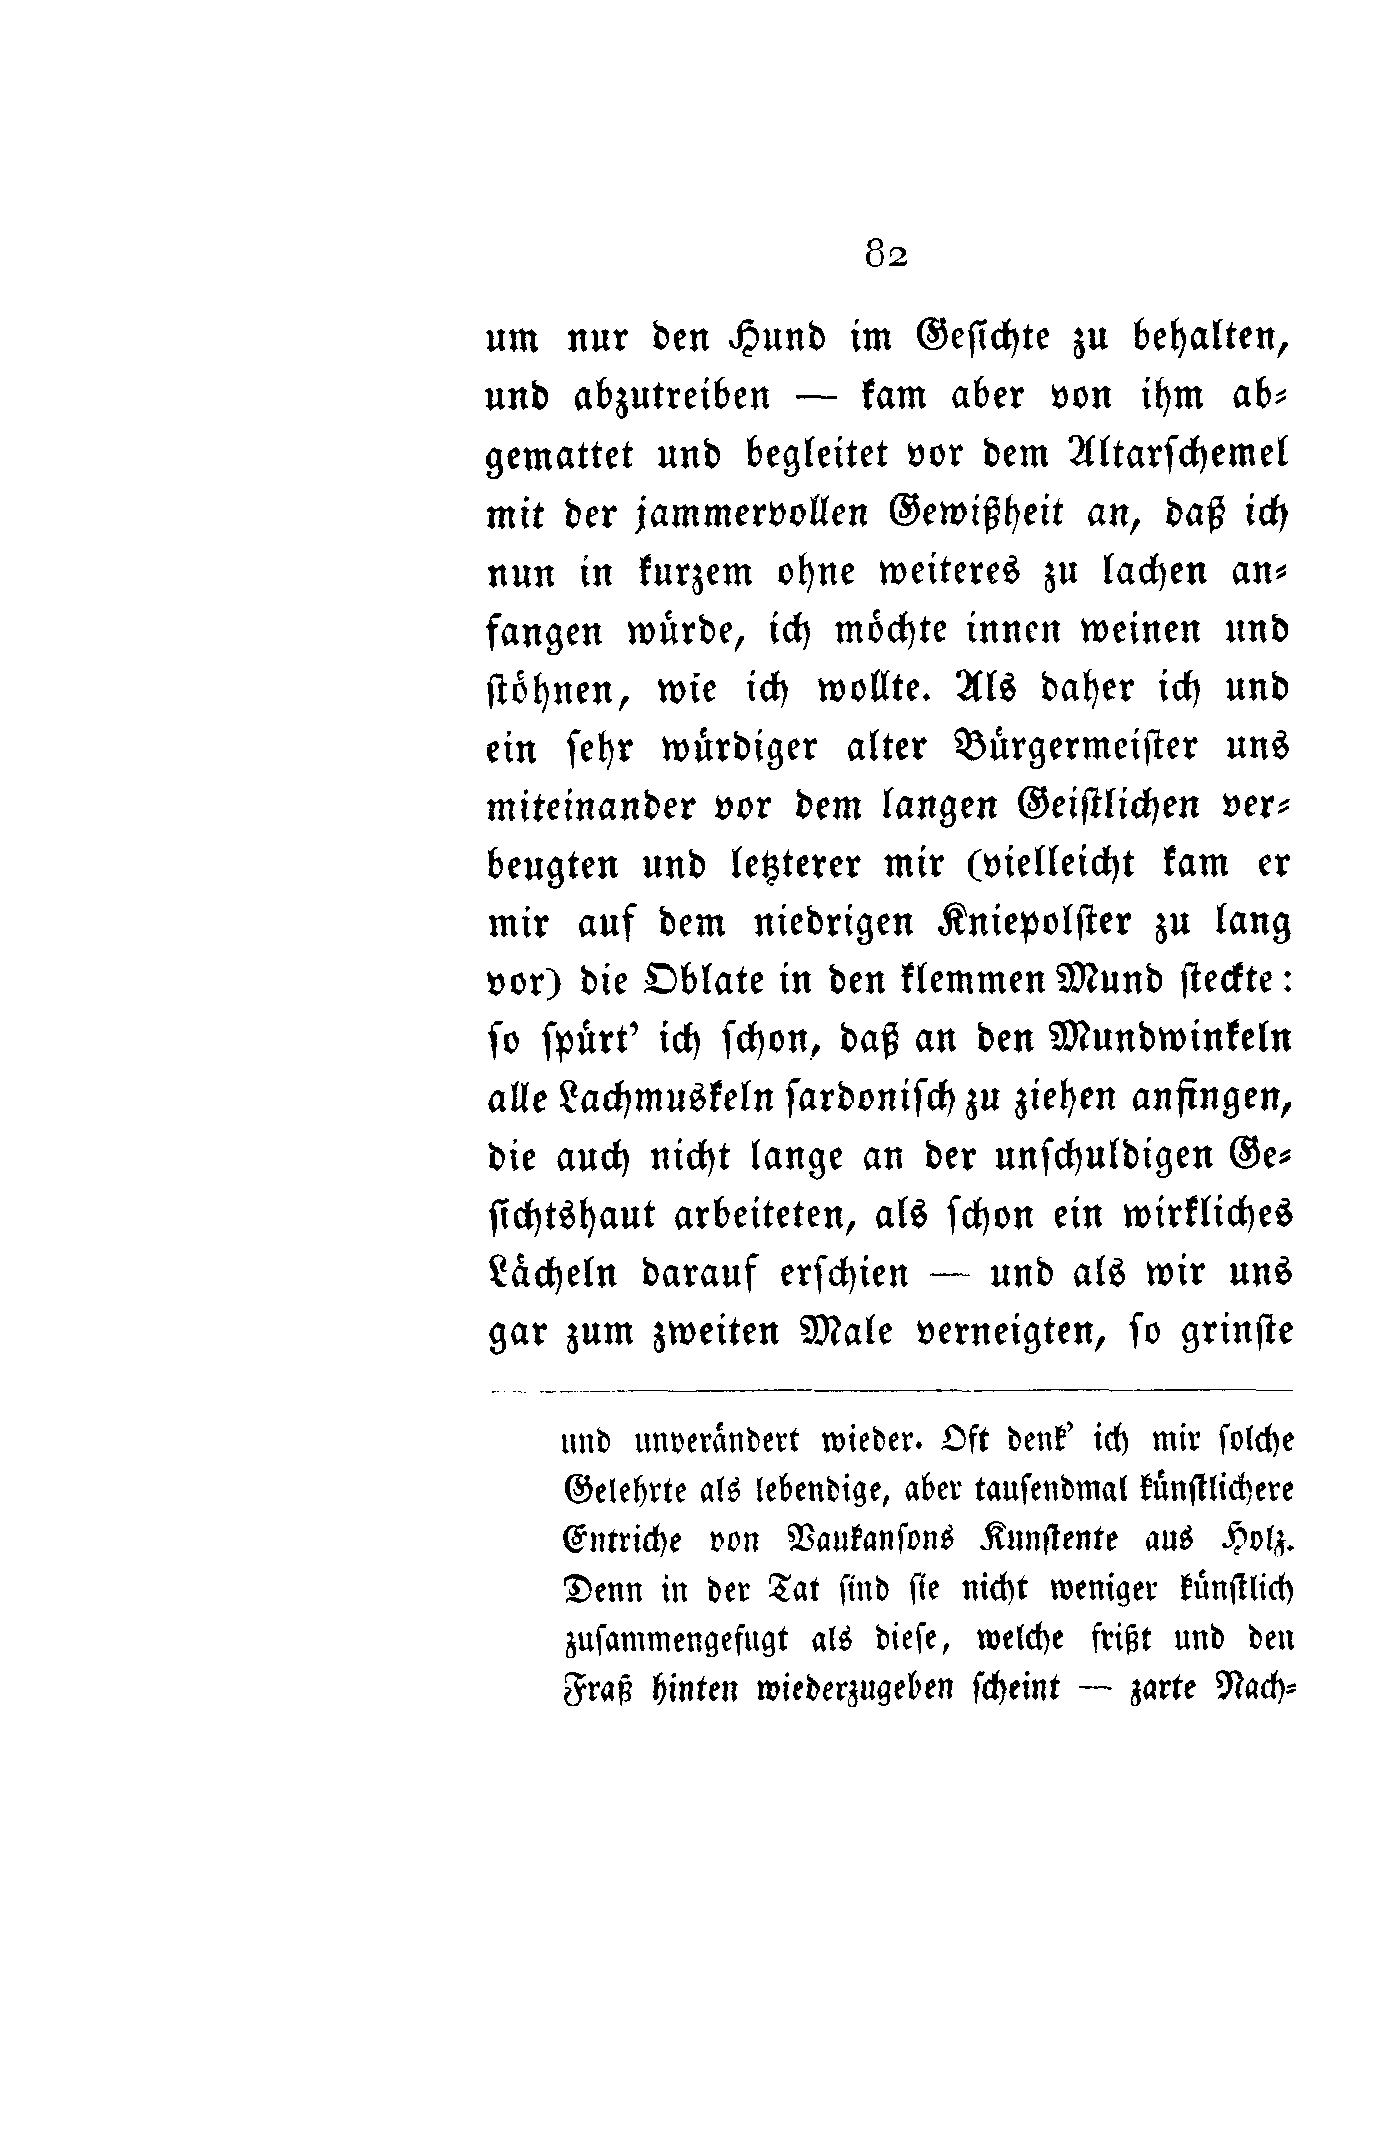 82
um nur den Hund im Geſichte zu behalten,
und abzutreiben — kam aber von ihm ab⸗
gemattet und begleitet vor dem Altarſchemel
mit der jammervollen Gewißheit an, daß ich
nun in kurzem ohne weiteres zu lachen an⸗
fangen würde, ich möchte innen weinen und
ſtöhnen, wie ich wollte. Als daher ich und
ein ſehr würdiger alter Bürgermeiſter uns
miteinander vor dem langen Geiſtlichen ver⸗
beugten und letzterer mir (vielleicht kam er
mir auf dem niedrigen Kniepolſter zu lang
vor) die Oblate in den klemmen Mund ſteckte:
ſo ſpürt’ ich ſchon, daß an den Mundwinkeln
alle Lachmuskeln ſardoniſch zu ziehen anfingen,
die auch nicht lange an der unſchuldigen Ge⸗
ſichtshaut arbeiteten, als ſchon ein wirkliches
Lächeln darauf erſchien — und als wir uns
gar zum zweiten Male verneigten, ſo grinſte
und unverändert wieder. Oft denk’ ich mir ſolche
Gelehrte als lebendige, aber tauſendmal künſtlichere
Entriche von Vaukanſons Kunſtente aus Holz.
Denn in der Tat ſind ſie nicht weniger künſtlich
zuſammengefugt als dieſe, welche frißt und den
Fraß hinten wiederzugeben ſcheint — zarte Nach⸗